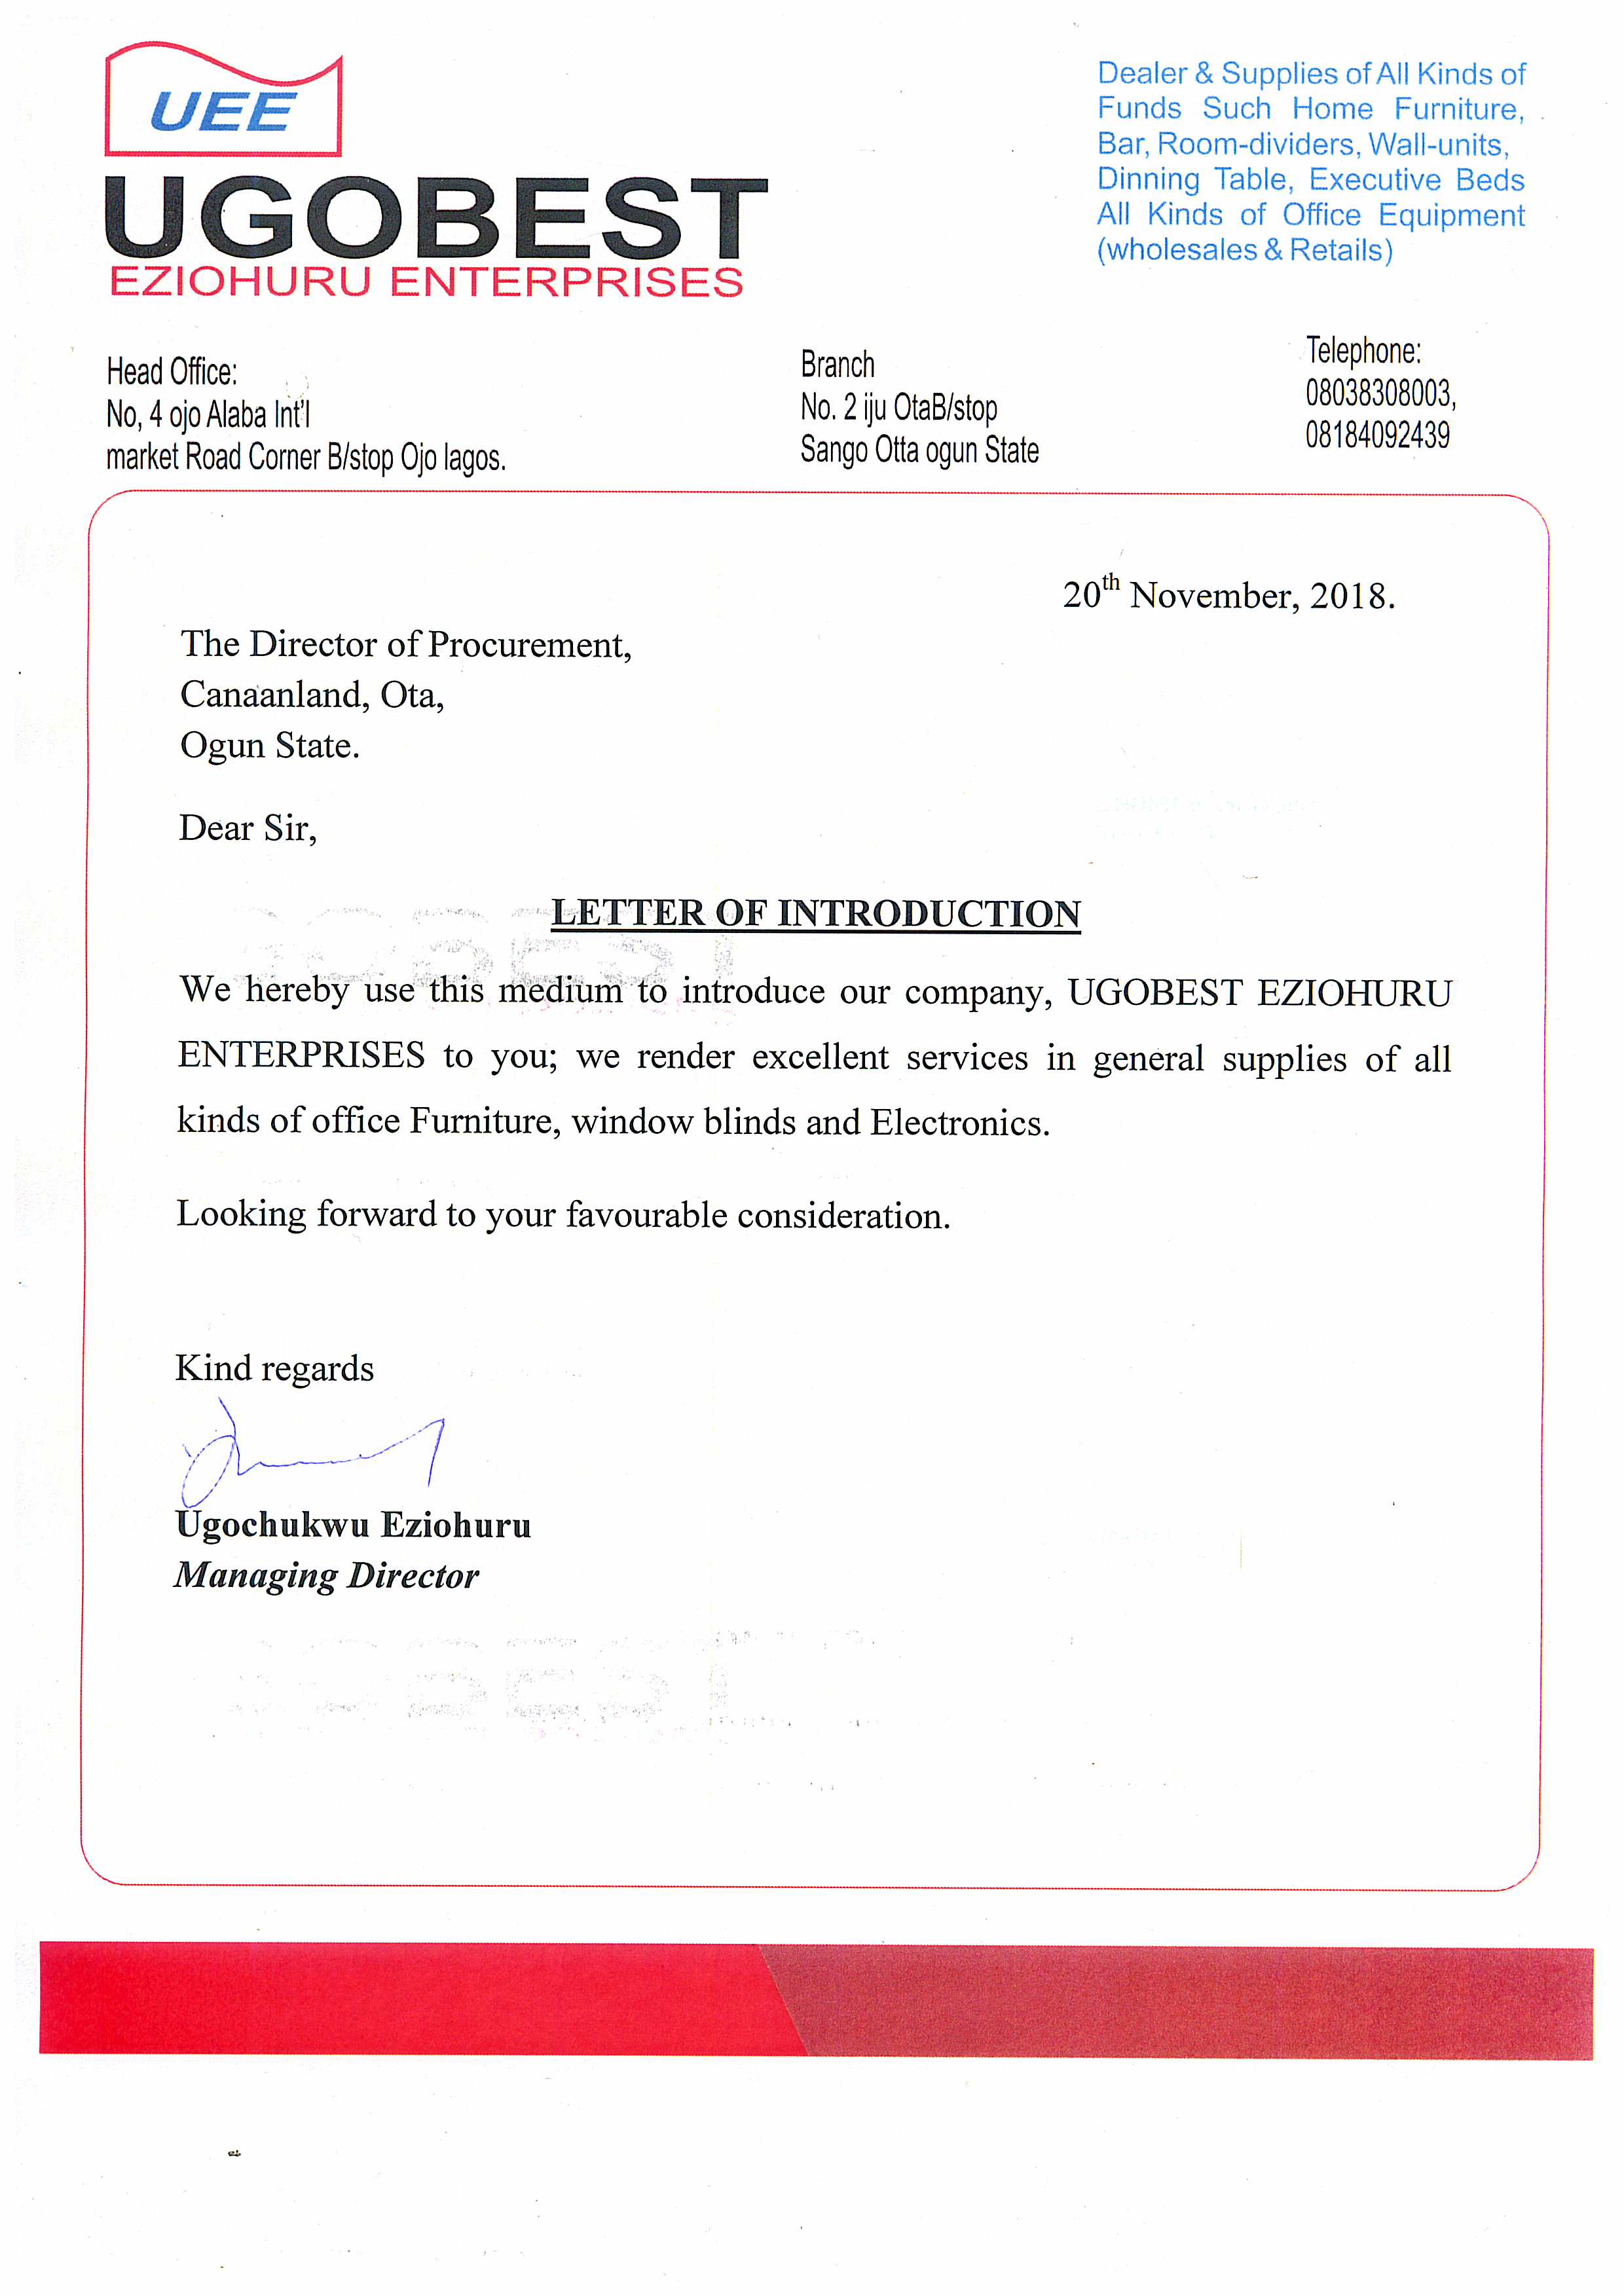 UEE
UGOBEST
EZIOHURU ENTERPRISES
Dealer & Supplies of All Kinds of
Funds Such Home Furniture,
Bar, Room-dividers, Wall-units,
Dinning Table, Executive Beds
All Kinds of Office Equipment
(wholesales & Retails)
Head Office:
No, 4 ojo Alaba Int'l
market Road Corner B/stop Ojo lagos.
Branch
No. 2 iju OtaB/stop
Sango Otta ogun State
Telephone:
08038308003,
08184092439
20th November, 2018.
The Director of Procurement,
Canaanland, Ota,
Ogun State.
Dear Sir,
LETTER OF INTRODUCTION
We hereby use this medium to introduce our company, UGOBEST EZIOHURU
ENTERPRISES to you; we render excellent services in general supplies of all
kinds of office Furniture, window blinds and Electronics.
Looking forward to your favourable consideration.
Kind regards
Ugochukwu Eziohuru
Managing Director